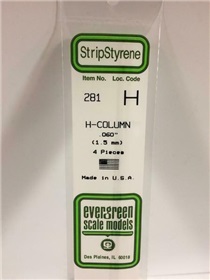 StripStyrene
Item No. Loc. Code
281 H
H-COLUMN
.060"
(1.5 mm)
4 Pieces
Made in U.S.A.
evergreen
scale models
Des Plaines, IL 60018